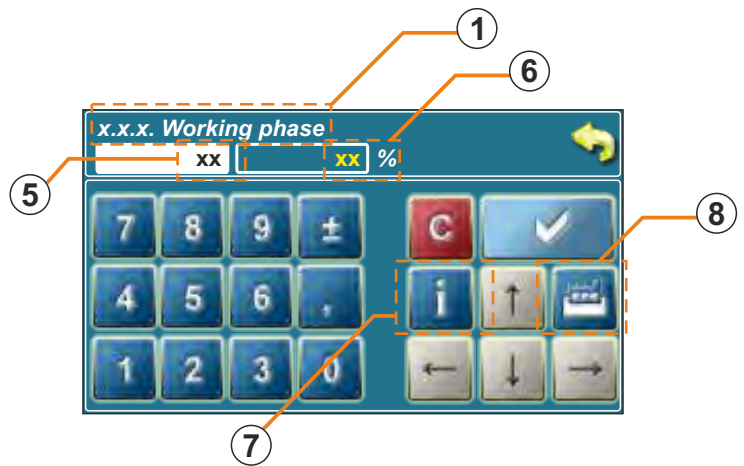 1
6
x.x.x. Working phase
xx xx %
5
8
7 8 9 ± C
4 5 6 , i ↑
1 2 3 0 ← ↓ →
7